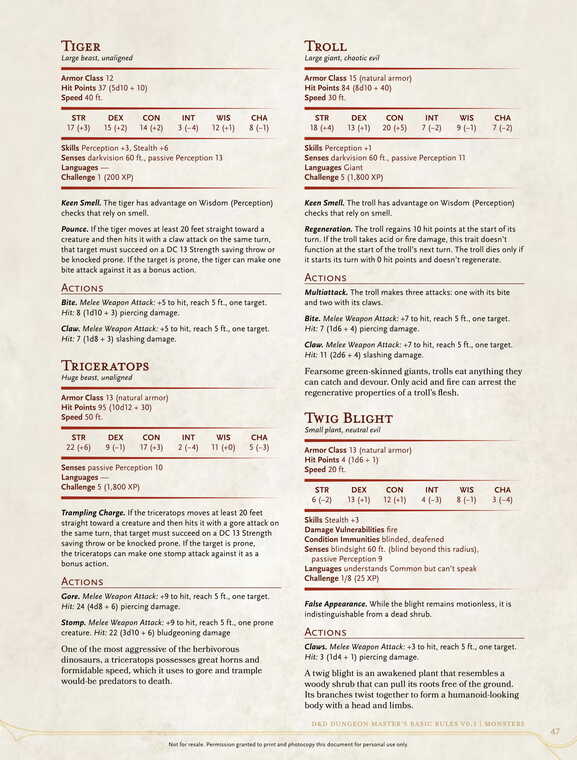 Tiger
Large beast, unaligned
Armor Class 12
Hit Points 37 (5d10 + 10)
Speed 40 ft.
STR DEX CON INT WIS CHA
17 (+3) 15 (+2) 14 (+2) 3 (−4) 12 (+1) 8 (−1)
Skills Perception +3, Stealth +6
Senses darkvision 60 ft., passive Perception 13
Languages —
Challenge 1 (200 XP)
Keen Smell. The tiger has advantage on Wisdom (Perception)
checks that rely on smell.
Pounce. If the tiger moves at least 20 feet straight toward a
creature and then hits it with a claw attack on the same turn,
that target must succeed on a DC 13 Strength saving throw or
be knocked prone. If the target is prone, the tiger can make one
bite attack against it as a bonus action.
Actions
Bite. Melee Weapon Attack: +5 to hit, reach 5 ft., one target.
Hit: 8 (1d10 + 3) piercing damage.
Claw. Melee Weapon Attack: +5 to hit, reach 5 ft., one target.
Hit: 7 (1d8 + 3) slashing damage.
Triceratops
Huge beast, unaligned
Armor Class 13 (natural armor)
Hit Points 95 (10d12 + 30)
Speed 50 ft.
STR DEX CON INT WIS CHA
22 (+6) 9 (−1) 17 (+3) 2 (−4) 11 (+0) 5 (−3)
Senses passive Perception 10
Languages —
Challenge 5 (1,800 XP)
Trampling Charge. If the triceratops moves at least 20 feet
straight toward a creature and then hits it with a gore attack on
the same turn, that target must succeed on a DC 13 Strength
saving throw or be knocked prone. If the target is prone,
the triceratops can make one stomp attack against it as a
bonus action.
Actions
Gore. Melee Weapon Attack: +9 to hit, reach 5 ft., one target.
Hit: 24 (4d8 + 6) piercing damage.
Stomp. Melee Weapon Attack: +9 to hit, reach 5 ft., one prone
creature. Hit: 22 (3d10 + 6) bludgeoning damage
One of the most aggressive of the herbivorous
dinosaurs, a triceratops possesses great horns and
formidable speed, which it uses to gore and trample
would-be predators to death.
Troll
Large giant, chaotic evil
Armor Class 15 (natural armor)
Hit Points 84 (8d10 + 40)
Speed 30 ft.
STR DEX CON INT WIS CHA
18 (+4) 13 (+1) 20 (+5) 7 (−2) 9 (−1) 7 (−2)
Skills Perception +1
Senses darkvision 60 ft., passive Perception 11
Languages Giant
Challenge 5 (1,800 XP)
Keen Smell. The troll has advantage on Wisdom (Perception)
checks that rely on smell.
Regeneration. The troll regains 10 hit points at the start of its
turn. If the troll takes acid or fire damage, this trait doesn't
function at the start of the troll's next turn. The troll dies only if
it starts its turn with 0 hit points and doesn't regenerate.
Actions
Multiattack. The troll makes three attacks: one with its bite
and two with its claws.
Bite. Melee Weapon Attack: +7 to hit, reach 5 ft., one target.
Hit: 7 (1d6 + 4) piercing damage.
Claw. Melee Weapon Attack: +7 to hit, reach 5 ft., one target.
Hit: 11 (2d6 + 4) slashing damage.
Fearsome green-skinned giants, trolls eat anything they
can catch and devour. Only acid and fire can arrest the
regenerative properties of a troll's flesh.
Twig Blight
Small plant, neutral evil
Armor Class 13 (natural armor)
Hit Points 4 (1d6 + 1)
Speed 20 ft.
STR DEX CON INT WIS CHA
6 (−2) 13 (+1) 12 (+1) 4 (−3) 8 (−1) 3 (−4)
Skills Stealth +3
Damage Vulnerabilities fire
Condition Immunities blinded, deafened
Senses blindsight 60 ft. (blind beyond this radius),
passive Perception 9
Languages understands Common but can't speak
Challenge 1/8 (25 XP)
False Appearance. While the blight remains motionless, it is
indistinguishable from a dead shrub.
Actions
Claws. Melee Weapon Attack: +3 to hit, reach 5 ft., one target.
Hit: 3 (1d4 + 1) piercing damage.
A twig blight is an awakened plant that resembles a
woody shrub that can pull its roots free of the ground.
Its branches twist together to form a humanoid-looking
body with a head and limbs.
D&D Dungeon Master's Basic Rules v0.3 | Monsters
47
Not for resale. Permission granted to print and photocopy this document for personal use only.